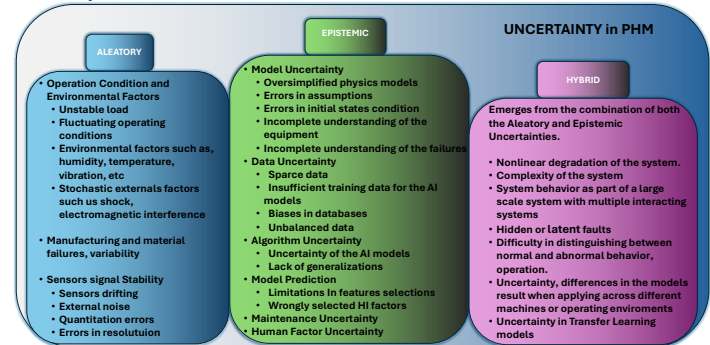 UNCERTAINTY in PHM
ALEATORY
• Operation Condition and
Environmental Factors
• Unstable load
• Fluctuating operating
conditions
• Environmental factors such as,
humidity, temperature,
vibration, etc
• Stochastic externals factors
such us shock,
electromagnetic interference
• Manufacturing and material
failures, variability
• Sensors signal Stability
• Sensors drifting
• External noise
• Quantitation errors
• Errors in resolutuion
EPISTEMIC
• Model Uncertainty
• Oversimplified physics models
• Errors in assumptions
• Errors in initial states condition
• Incomplete understanding of the
equipment
• Incomplete understanding of the failures
• Data Uncertainty
• Sparce data
• Insufficient training data for the AI
models
• Biases in databases
• Unbalanced data
• Algorithm Uncertainty
• Uncertainty of the AI models
• Lack of generalizations
• Model Prediction
• Limitations In features selections
• Wrongly selected HI factors
• Maintenance Uncertainty
• Human Factor Uncertainty
HYBRID
Emerges from the combination of both
the Aleatory and Epistemic
Uncertainties.
• Nonlinear degradation of the system.
• Complexity of the system
• System behavior as part of a large
scale system with multiple interacting
systems
• Hidden or latent faults
• Difficulty in distinguishing between
normal and abnormal behavior,
operation.
• Uncertainty, differences in the models
result when applying across different
machines or operating enviroments
• Uncertainty in Transfer Learning
models